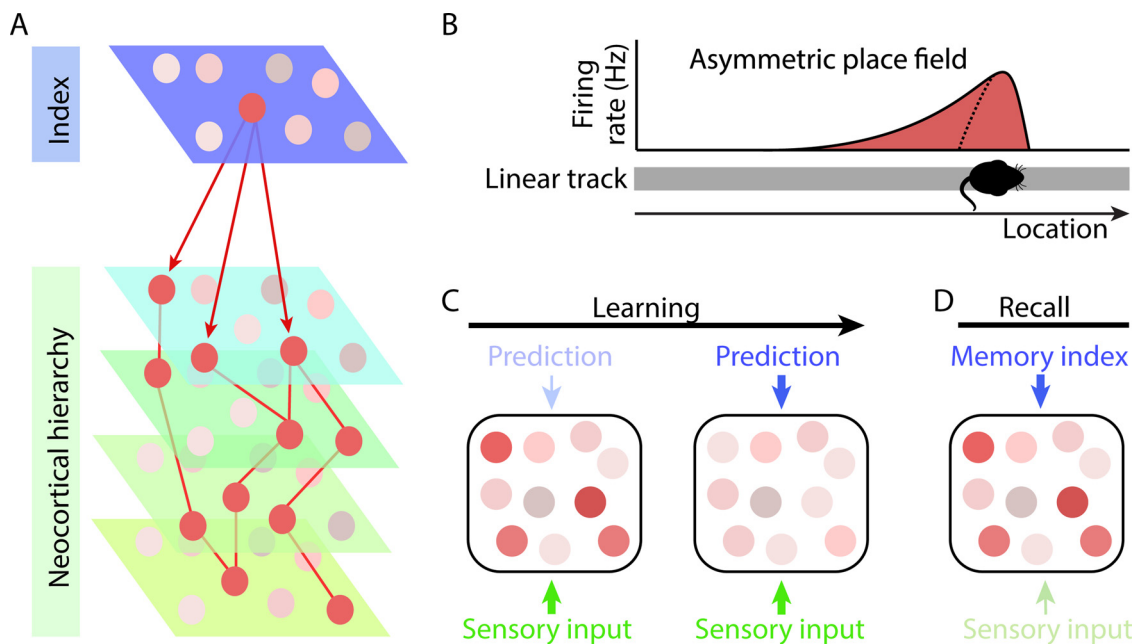 A
Index
Neocortical hierarchy
B
Asymmetric place field
Firing
rate (Hz)
Linear track
Location
C
Learning
Prediction
Prediction
Sensory input
Sensory input
D
Recall
Memory index
Sensory input